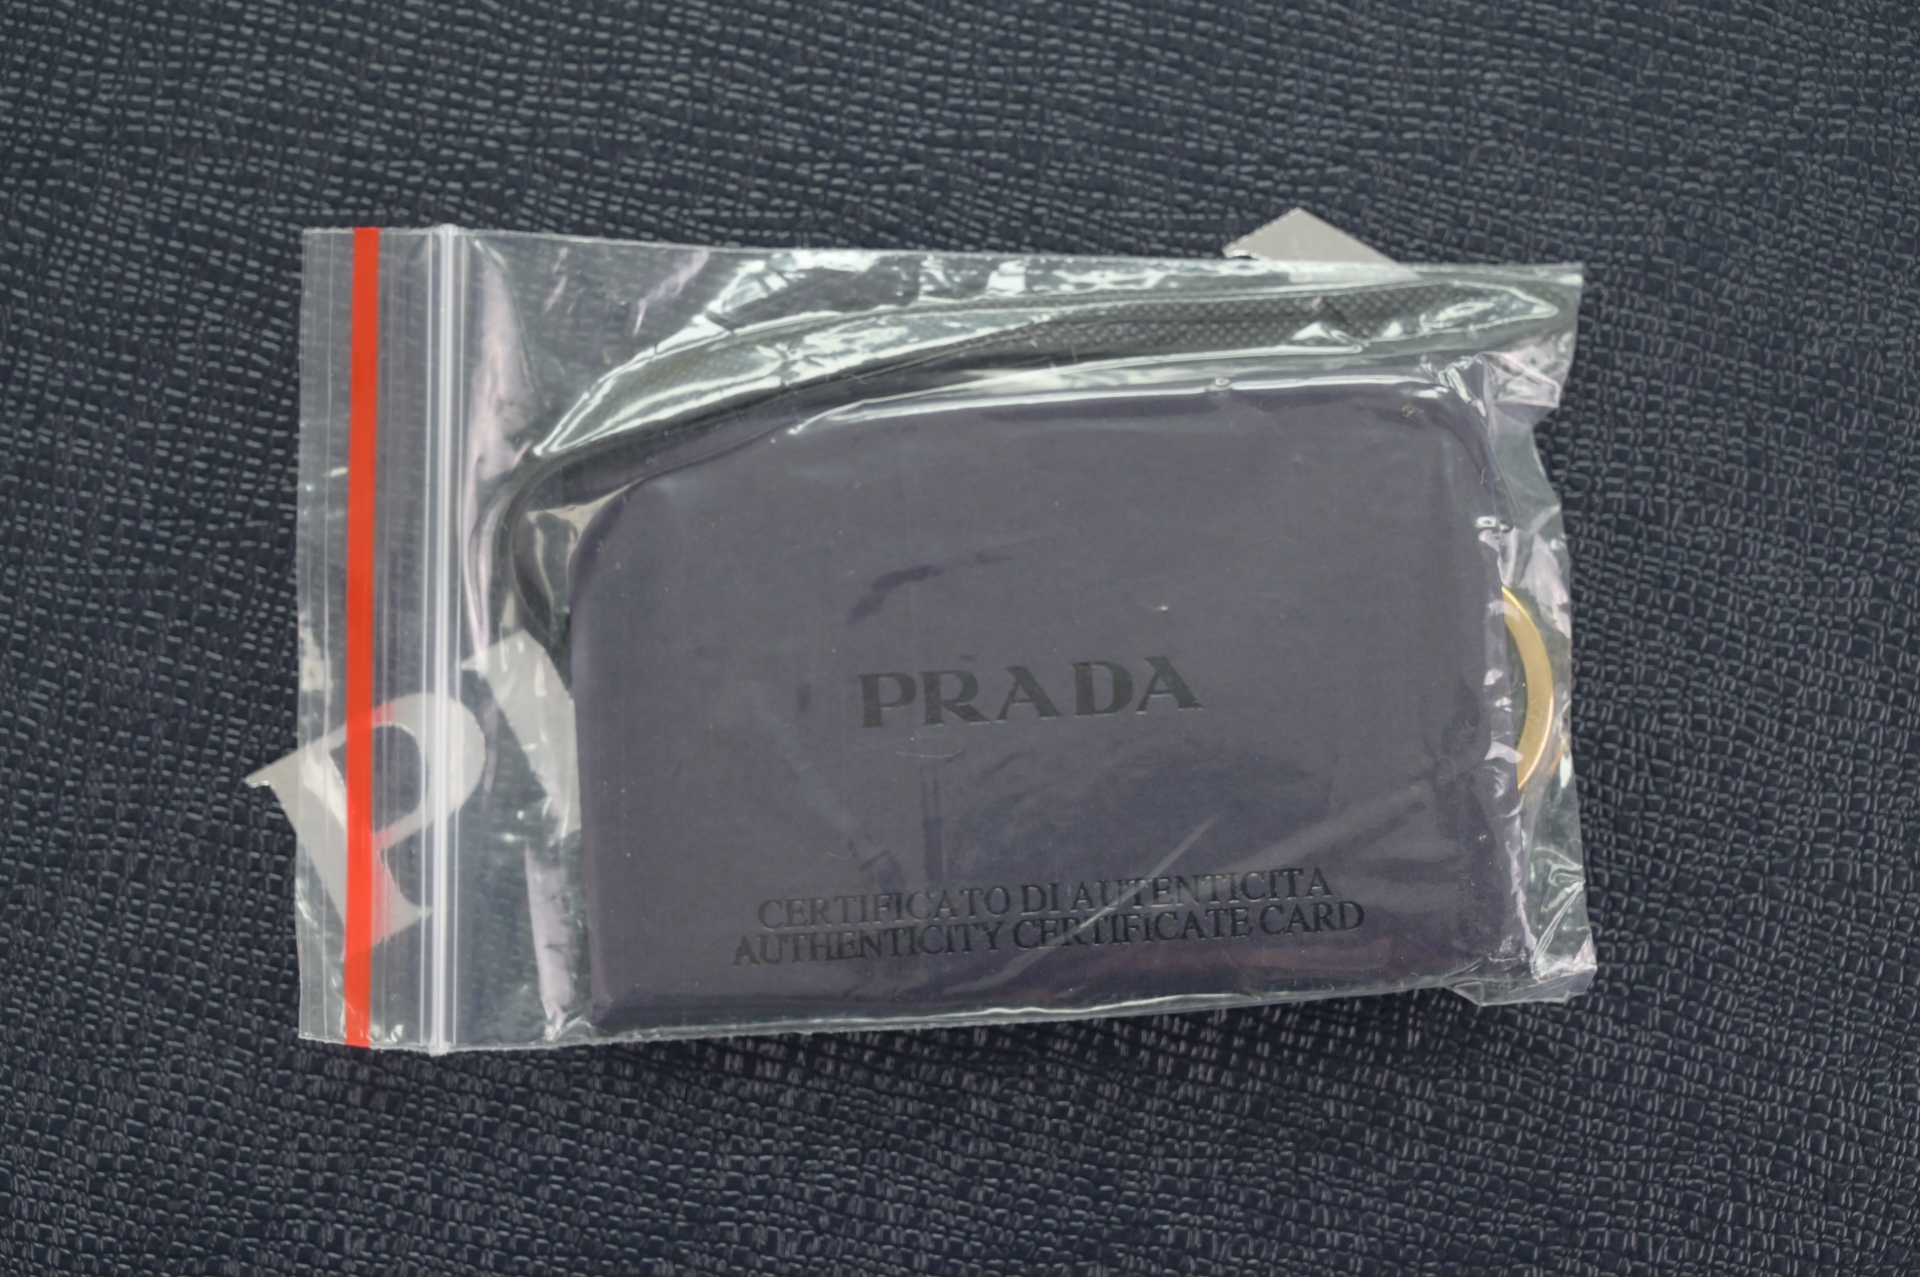 PRADA
CERTIFICATO DI AUTENTICITA
AUTHENTICITY CERTIFICATE CARD
P